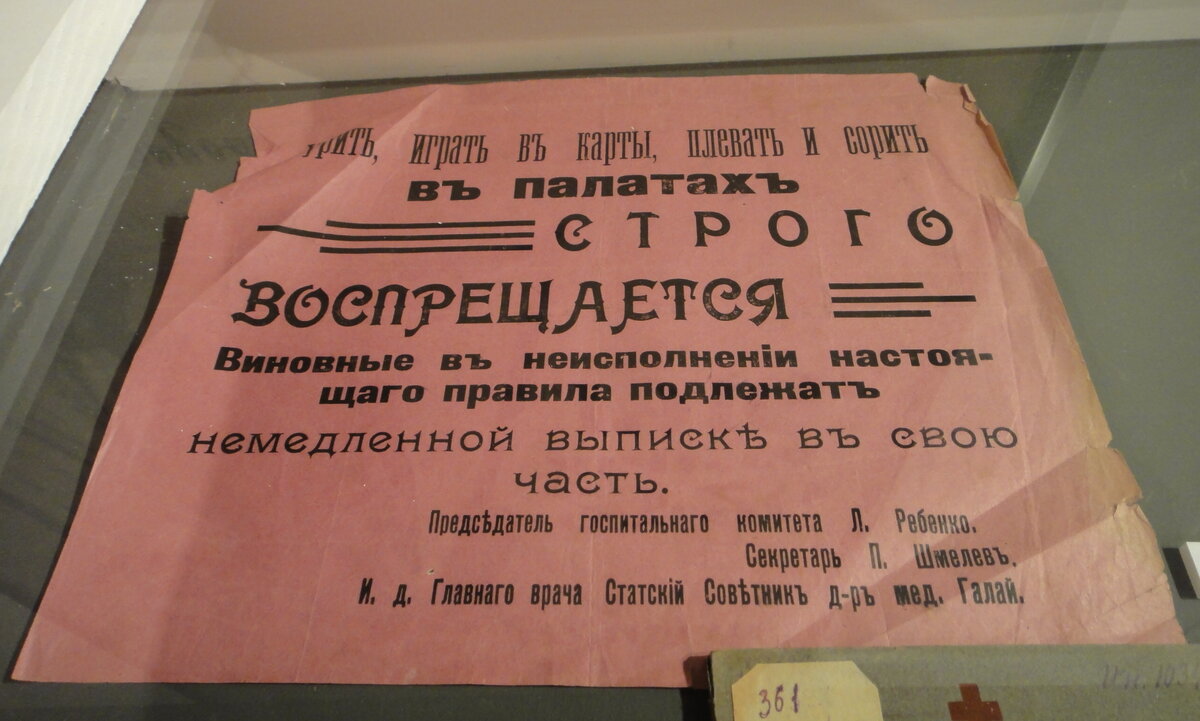 играть въ карты, плевать и сорить
въ палатахъ
СТРОГО
ВОСПРЕЩАЕТСЯ
Виновные въ неисполненіи настоя-
щаго правила подлежатъ
немедленной выпискѣ въ свою
часть.
Предсѣдатель госпитальнаго комитета Л. Ребенко.
Секретарь П. Шмелевъ.
И. д. Главнаго врача Статскій Совѣтникъ д-ръ мед. Галай.
361